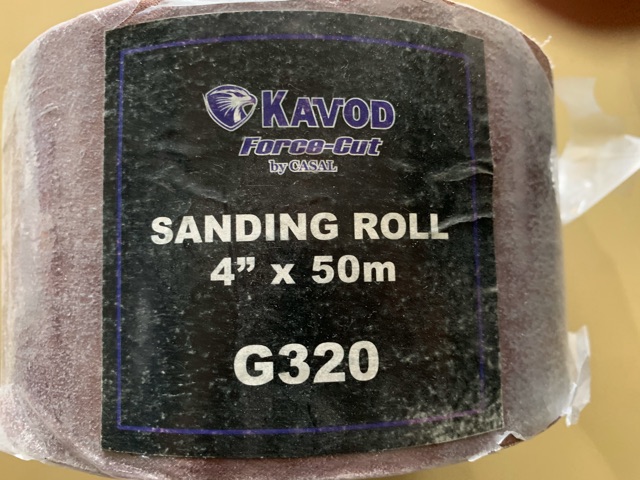 KAVOD
Force-Cut
by CASAL
SANDING ROLL
4” x 50m
G320